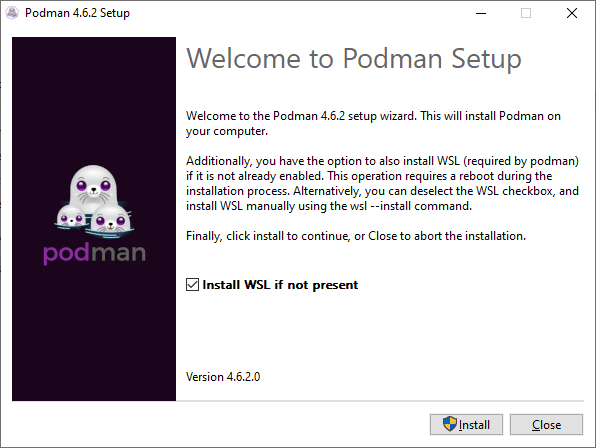 Podman 4.6.2 Setup
Welcome to Podman Setup
Welcome to the Podman 4.6.2 setup wizard. This will install Podman on
your computer.
Additionally, you have the option to also install WSL (required by podman)
if it is not already enabled. This operation requires a reboot during the
installation process. Alternatively, you can deselect the WSL checkbox, and
install WSL manually using the wsl --install command.
Finally, click install to continue, or Close to abort the installation.
podman
Install WSL if not present
Version 4.6.2.0
Install
Close